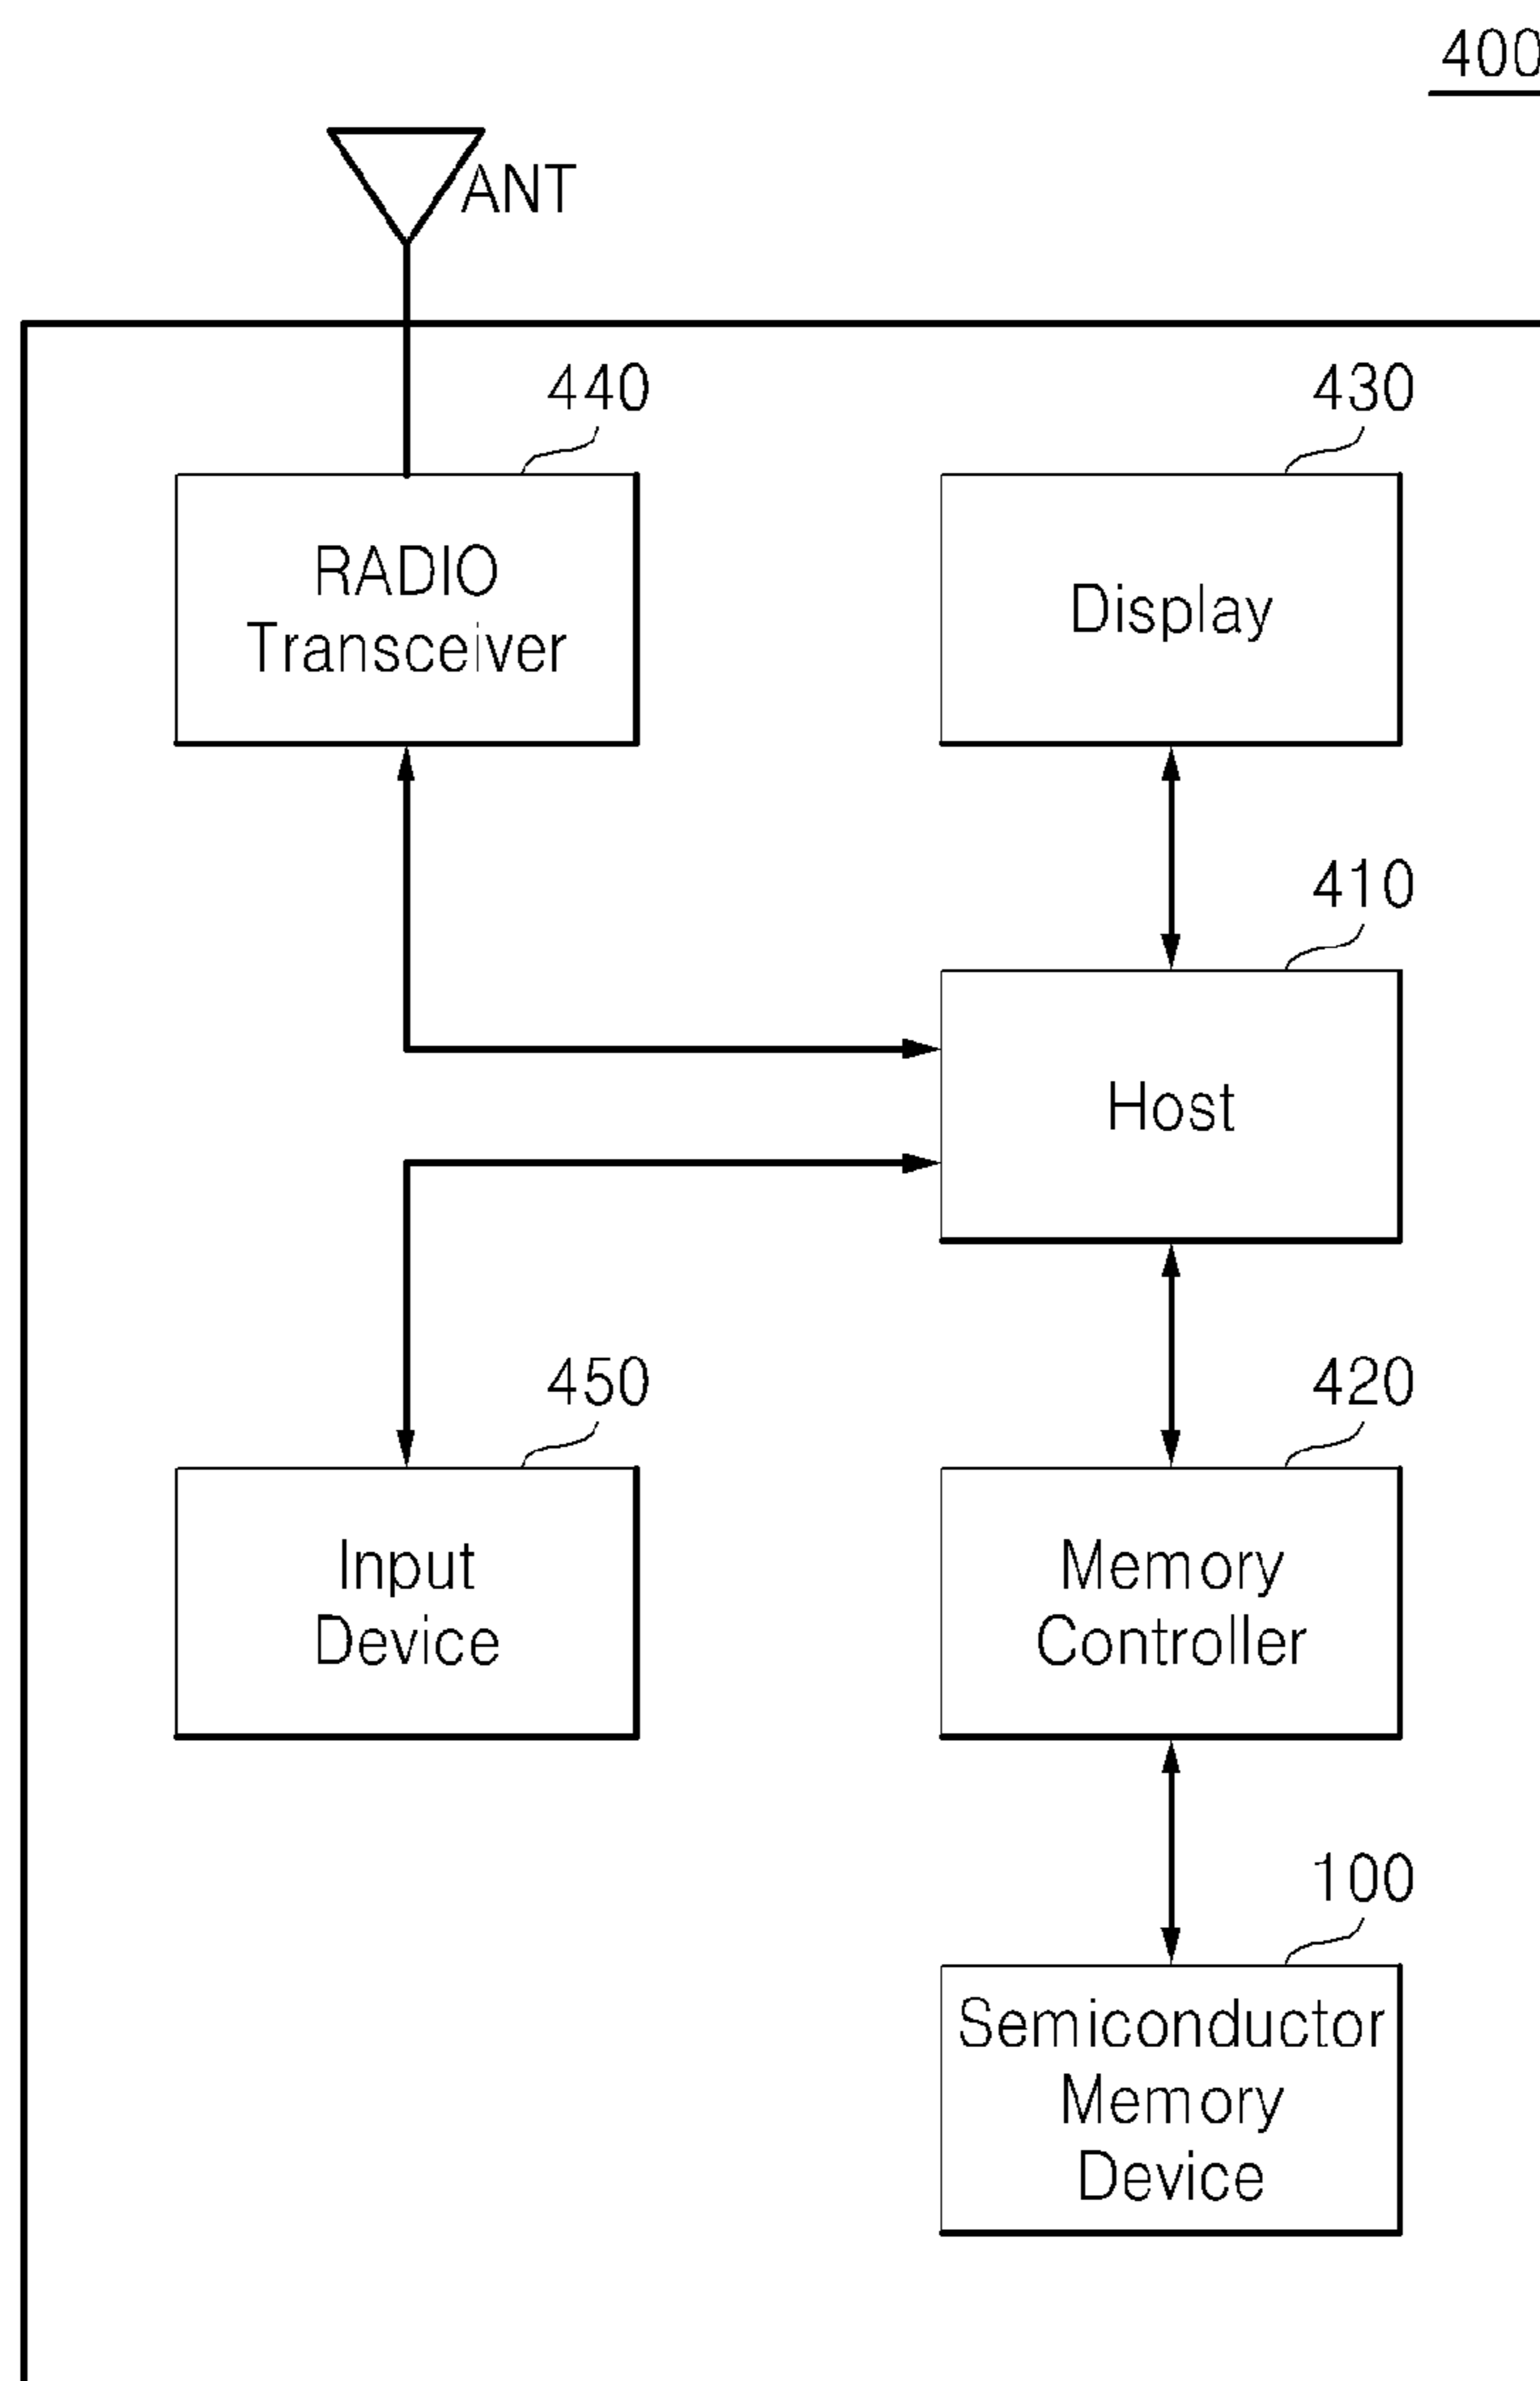 400
ANT
440
430
RADIO
Transceiver
Display
410
Host
450
420
Input
Device
Memory
Controller
100
Semiconductor
Memory
Device